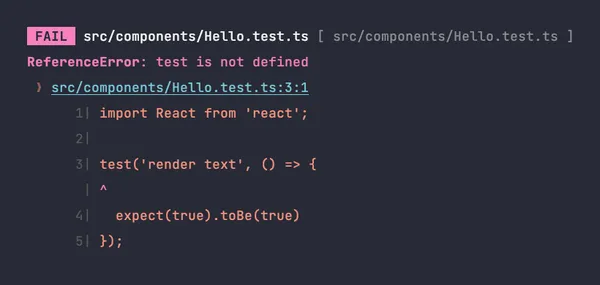 FAIL src/components/Hello.test.ts [ src/components/Hello.test.ts ]
ReferenceError: test is not defined
❯ src/components/Hello.test.ts:3:1
1| import React from 'react';
2|
3| test('render text', () => {
| ^
4| expect(true).toBe(true)
5| });